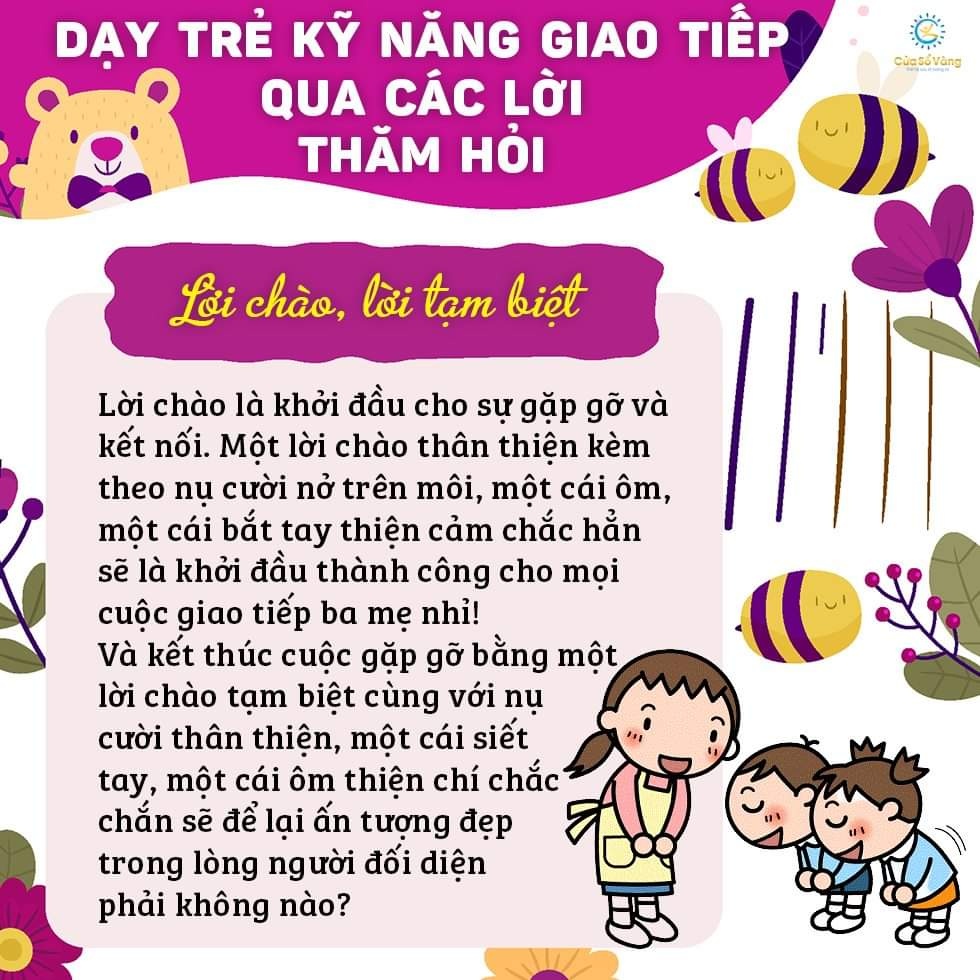 DẠY TRẺ KỸ NĂNG GIAO TIẾP
QUA CÁC LỜI
THĂM HỎI
Cửa Sổ Vàng
Lời chào, lời tạm biệt
Lời chào là khởi đầu cho sự gặp gỡ và
kết nối. Một lời chào thân thiện kèm
theo nụ cười nở trên môi, một cái ôm,
một cái bắt tay thiện cảm chắc hẳn
sẽ là khởi đầu thành công cho mọi
cuộc giao tiếp ba mẹ nhỉ!
Và kết thúc cuộc gặp gỡ bằng một
lời chào tạm biệt cùng với nụ
cười thân thiện, một cái siết
tay, một cái ôm thiện chí chắc
chắn sẽ để lại ấn tượng đẹp
trong lòng người đối diện
phải không nào?